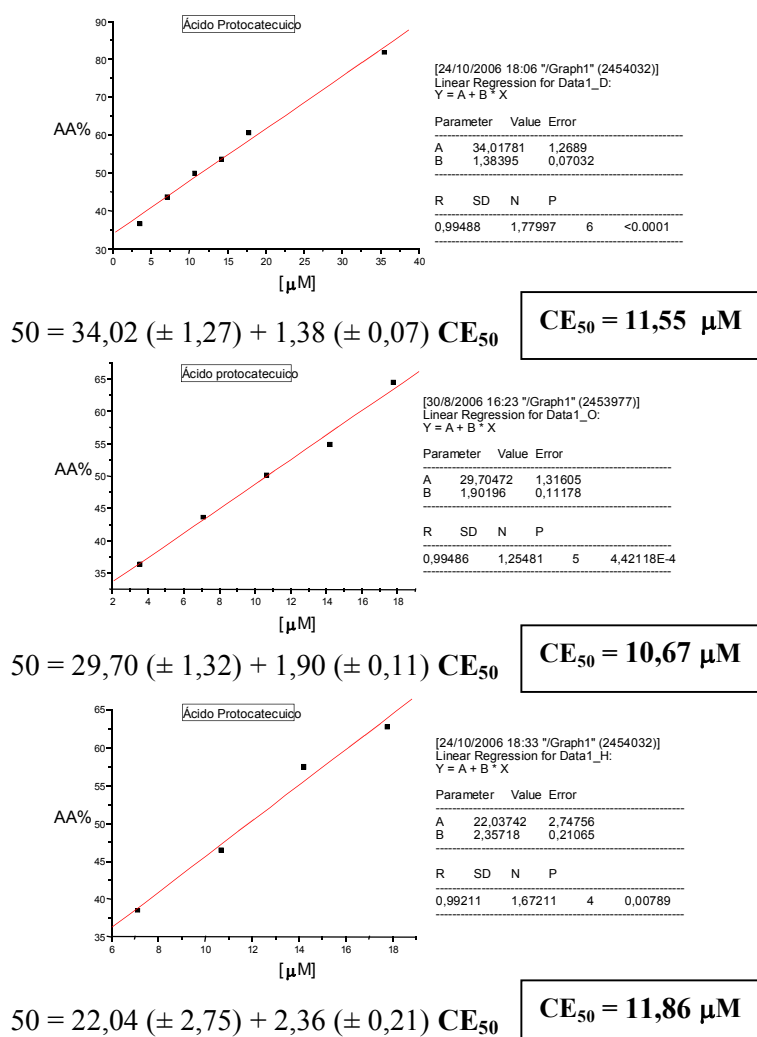 Ácido Protocatecuico
AA%
90
80
70
60
50
40
30
0 5 10 15 20 25 30 35 40
[μM]
[24/10/2006 18:06 "/Graph1" (2454032)]
Linear Regression for Data1_D:
Y = A + B * X
Parameter Value Error
A 34,01781 1,2689
B 1,38395 0,07032
R SD N P
0,99488 1,77997 6 <0.0001
50 = 34,02 (± 1,27) + 1,38 (± 0,07) CE50
CE50 = 11,55 μM
Ácido protocatecuico
AA%
65
60
55
50
45
40
35
2 4 6 8 10 12 14 16 18
[μM]
[30/8/2006 16:23 "/Graph1" (2453977)]
Linear Regression for Data1_O:
Y = A + B * X
Parameter Value Error
A 29,70472 1,31605
B 1,90196 0,11178
R SD N P
0,99486 1,25481 5 4,42118E-4
50 = 29,70 (± 1,32) + 1,90 (± 0,11) CE50
CE50 = 10,67 μM
Ácido Protocatecuico
AA%
65
60
55
50
45
40
35
6 8 10 12 14 16 18
[μM]
[24/10/2006 18:33 "/Graph1" (2454032)]
Linear Regression for Data1_H:
Y = A + B * X
Parameter Value Error
A 22,03742 2,74756
B 2,35718 0,21065
R SD N P
0,99211 1,67211 4 0,00789
50 = 22,04 (± 2,75) + 2,36 (± 0,21) CE50
CE50 = 11,86 μM